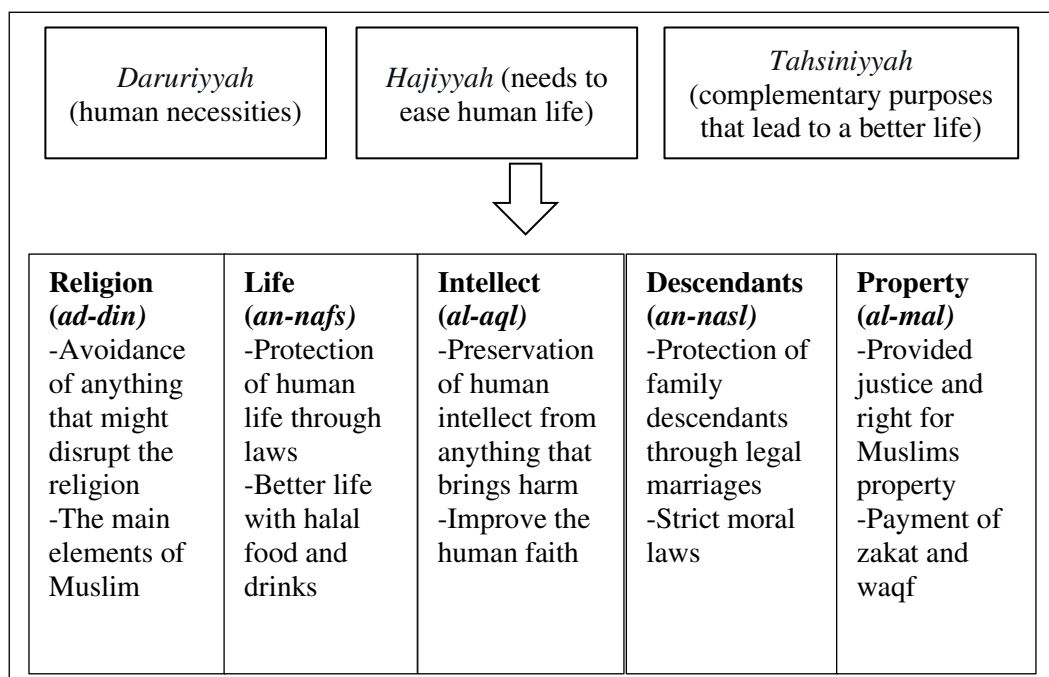 Daruriyyah
(human necessities)
Hajiyyah (needs to
ease human life)
Tahsiniyyah
(complementary purposes
that lead to a better life)
Religion
(ad-din)
-Avoidance
of anything
that might
disrupt the
religion
-The main
elements of
Muslim
Life
(an-nafs)
-Protection
of human
life through
laws
-Better life
with halal
food and
drinks
Intellect
(al-aql)
-Preservation
of human
intellect from
anything that
brings harm
-Improve the
human faith
Descendants
(an-nasl)
-Protection of
family
descendants
through legal
marriages
-Strict moral
laws
Property
(al-mal)
-Provided
justice and
right for
Muslims
property
-Payment of
zakat and
waqf